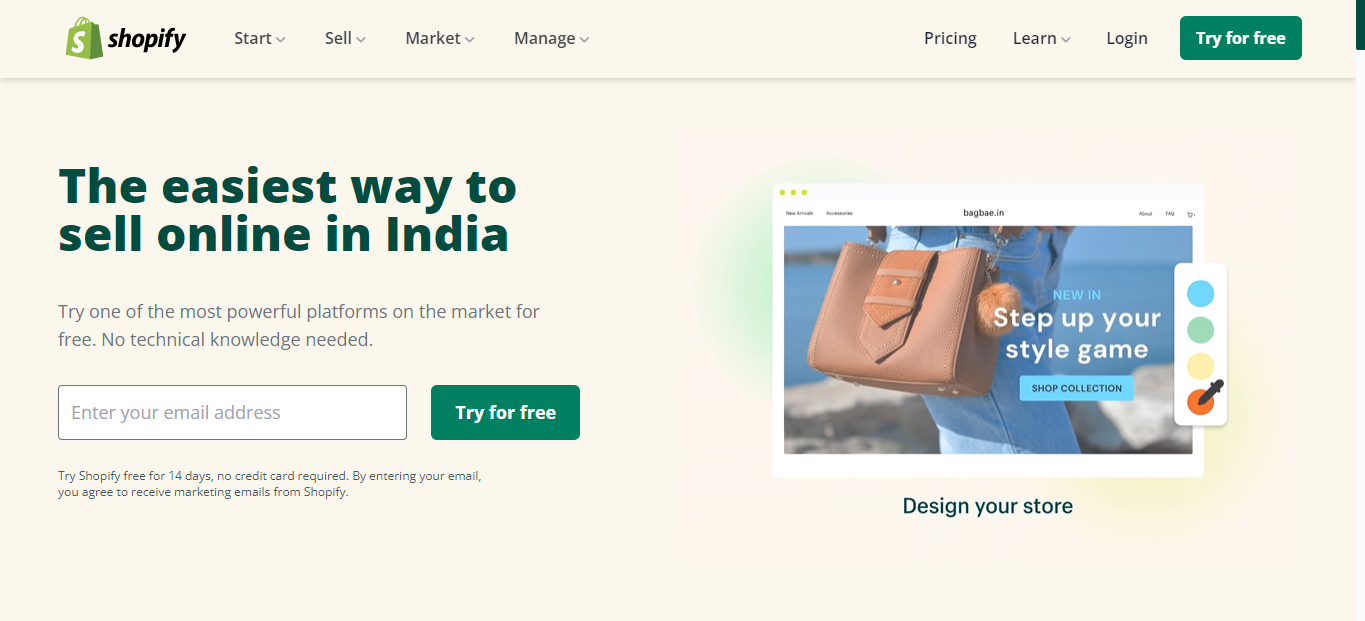 shopify
Start
Sell
Market
Manage
Pricing
Learn
Login
Try for free
The easiest way to
sell online in India
Try one of the most powerful platforms on the market for
free. No technical knowledge needed.
Enter your email address
Try for free
Try Shopify free for 14 days, no credit card required. By entering your email,
you agree to receive marketing emails from Shopify.
New Arrivals
Accessories
bagbae.in
About
FAQ
NEW IN
Step up your
style game
SHOP COLLECTION
Design your store